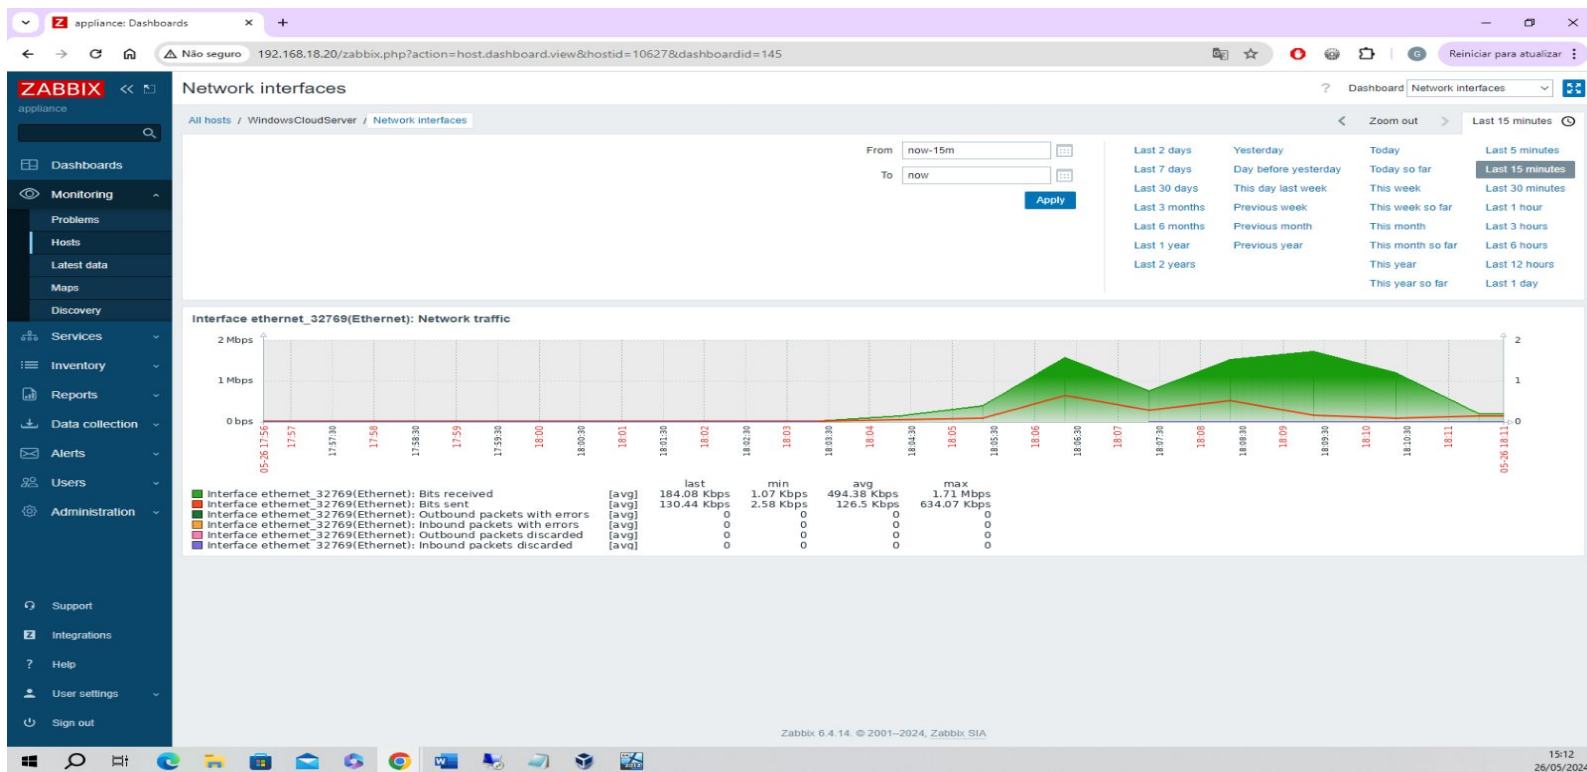 appliance: Dashboards
Não seguro 192.168.18.20/zabbix.php?action=host.dashboard.view&hostid=10627&dashboardid=145 G Reiniciar para atualizar
ZABBIX
appliance
Dashboards
Monitoring
Problems
Hosts
Latest data
Maps
Discovery
Services
Inventory
Reports
Data collection
Alerts
Users
Administration
Support
Integrations
Help
User settings
Sign out
Network interfaces
? Dashboard Network interfaces
All hosts / WindowsCloudServer / Network interfaces
< Zoom out > Last 15 minutes
From now-15m
To now
Apply
Last 2 days Yesterday Today Last 5 minutes
Last 7 days Day before yesterday Today so far Last 15 minutes
Last 30 days This day last week This week Last 30 minutes
Last 3 months Previous week This week so far Last 1 hour
Last 6 months Previous month This month Last 3 hours
Last 1 year Previous year This month so far Last 6 hours
Last 2 years This year Last 12 hours
This year so far Last 1 day
Interface ethernet_32769(Ethernet): Network traffic
2 Mbps 2
1 Mbps 1
0 bps 0
05-26 17:56 17:57 17:57:30 17:58 17:58:30 17:59 17:59:30 18:00 18:00:30 18:01 18:01:30 18:02 18:02:30 18:03 18:03:30 18:04 18:04:30 18:05 18:05:30 18:06 18:06:30 18:07 18:07:30 18:08 18:08:30 18:09 18:09:30 18:10 18:10:30 18:11 05-26 18:11
last min avg max
Interface ethernet_32769(Ethernet): Bits received [avg] 184.08 Kbps 1.07 Kbps 494.38 Kbps 1.71 Mbps
Interface ethernet_32769(Ethernet): Bits sent [avg] 130.44 Kbps 2.58 Kbps 126.5 Kbps 634.07 Kbps
Interface ethernet_32769(Ethernet): Outbound packets with errors [avg] 0 0 0 0
Interface ethernet_32769(Ethernet): Inbound packets with errors [avg] 0 0 0 0
Interface ethernet_32769(Ethernet): Outbound packets discarded [avg] 0 0 0 0
Interface ethernet_32769(Ethernet): Inbound packets discarded [avg] 0 0 0 0
Zabbix 6.4.14. © 2001–2024, Zabbix SIA
15:12
26/05/2024